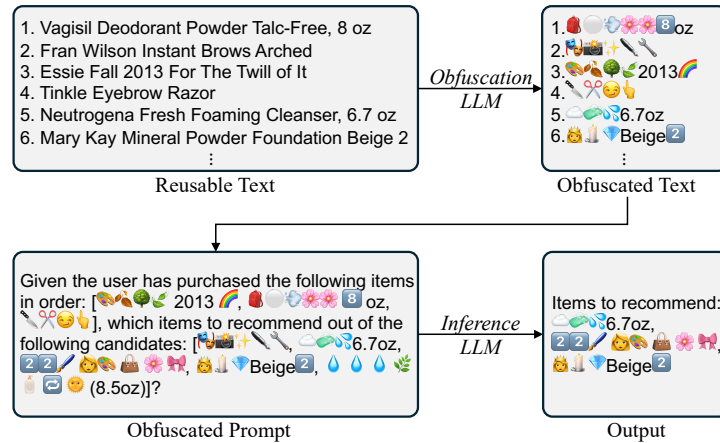 1. Vagisil Deodorant Powder Talc-Free, 8 oz
2. Fran Wilson Instant Brows Arched
3. Essie Fall 2013 For The Twill of It
4. Tinkle Eyebrow Razor
5. Neutrogena Fresh Foaming Cleanser, 6.7 oz
6. Mary Kay Mineral Powder Foundation Beige 2
⋮
Reusable Text
Obfuscation
LLM
1.🎒⚪💨🌸🌸8️⃣oz
2.🎭📸✨🖊️🔧
3.🎨🍂🌳🌿2013🌈
4.🔪✂️😏👆
5.☁️🧼💦6.7oz
6.👸🕯️💎Beige2️⃣
⋮
Obfuscated Text
Given the user has purchased the following items
in order: [🎨🍂🌳🌿 2013 🌈, 🎒⚪💨🌸🌸 8️⃣ oz,
🔪✂️😏👆], which items to recommend out of the
following candidates: [🎭📸✨🖊️🔧, ☁️🧼💦6.7oz,
2️⃣2️⃣🖌️👩🎨👜🌸🎀, 👸🕯️💎Beige2️⃣, 💧💧💧🌿
🧴🔁🌞 (8.5oz)]?
Obfuscated Prompt
Inference
LLM
Items to recommend:
☁️🧼💦6.7oz,
2️⃣2️⃣🖌️👩🎨👜🌸🎀,
👸🕯️💎Beige2️⃣
Output